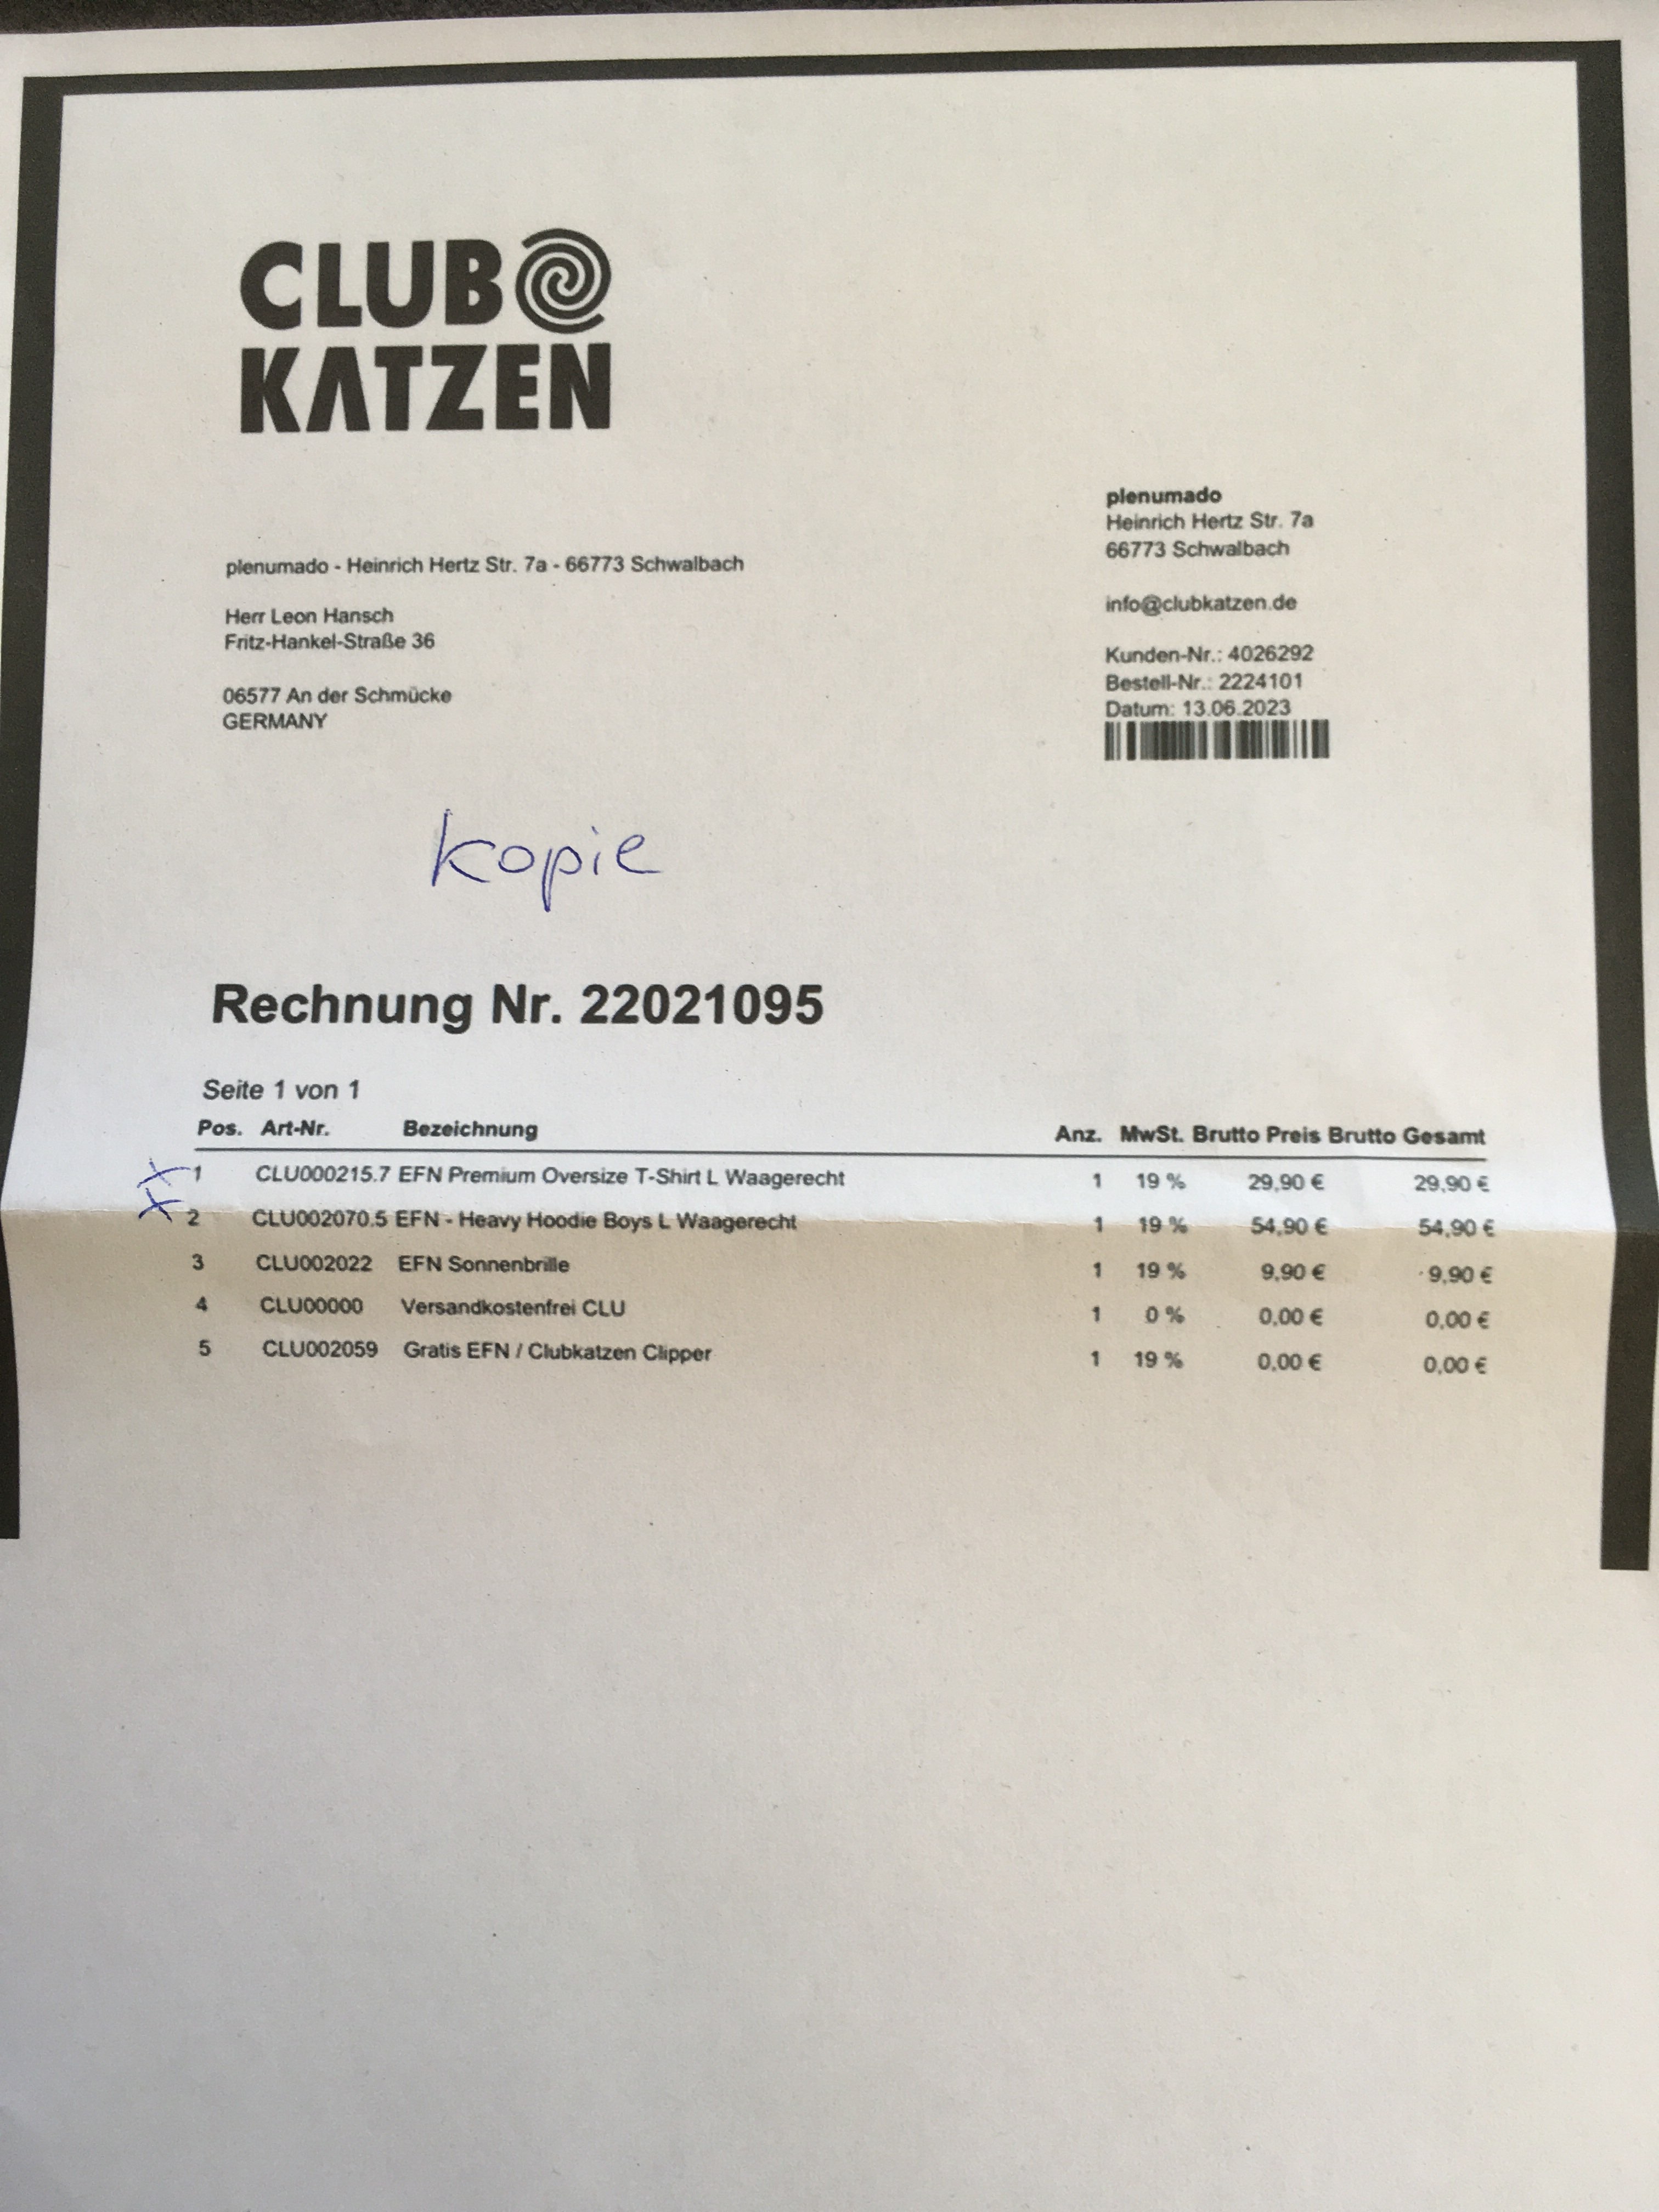 CLUB
KATZEN
plenumado
Heinrich Hertz Str. 7a
66773 Schwalbach
info@clubkatzen.de
Kunden-Nr.: 4026292
Bestell-Nr.: 2224101
Datum: 13.06.2023
plenumado - Heinrich Hertz Str. 7a - 66773 Schwalbach
Herr Leon Hansch
Fritz-Hankel-Straße 36
06577 An der Schmücke
GERMANY
Kopie
Rechnung Nr. 22021095
Seite 1 von 1
Pos. Art-Nr. Bezeichnung Anz. MwSt. Brutto Preis Brutto Gesamt
x 1 CLU000215.7 EFN Premium Oversize T-Shirt L Waagerecht 1 19 % 29,90 € 29,90 €
x 2 CLU002070.5 EFN - Heavy Hoodie Boys L Waagerecht 1 19 % 54,90 € 54,90 €
3 CLU002022 EFN Sonnenbrille 1 19 % 9,90 € 9,90 €
4 CLU00000 Versandkostenfrei CLU 1 0 % 0,00 € 0,00 €
5 CLU002059 Gratis EFN / Clubkatzen Clipper 1 19 % 0,00 € 0,00 €